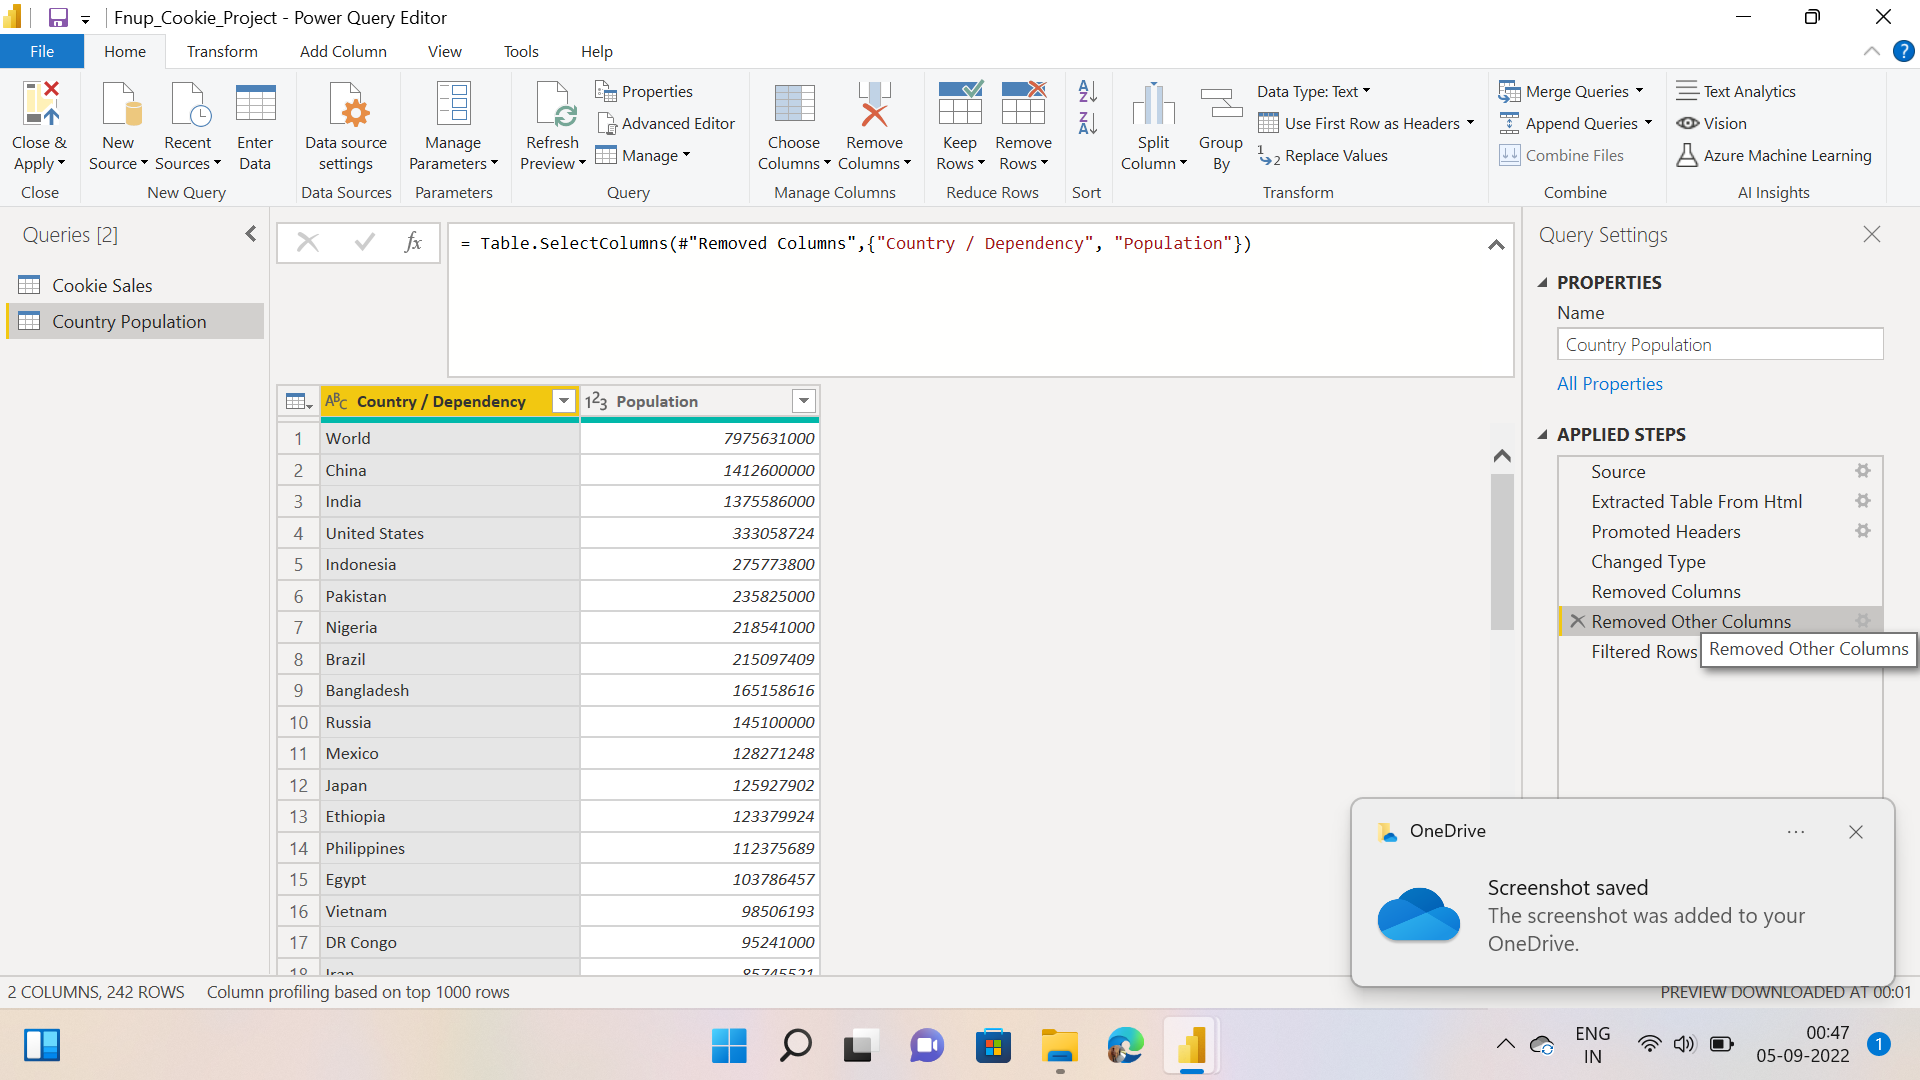 Fnup_Cookie_Project - Power Query Editor
File Home Transform Add Column View Tools Help
Close & Apply
Close
New Source
Recent Sources
Enter Data
New Query
Data source settings
Data Sources
Manage Parameters
Parameters
Refresh Preview
Properties
Advanced Editor
Manage
Query
Choose Columns
Remove Columns
Manage Columns
Keep Rows
Remove Rows
Reduce Rows
Sort
Split Column
Group By
Data Type: Text
Use First Row as Headers
Replace Values
Transform
Merge Queries
Append Queries
Combine Files
Combine
Text Analytics
Vision
Azure Machine Learning
AI Insights
Queries [2]
Cookie Sales
Country Population
fx
= Table.SelectColumns(#"Removed Columns",{"Country / Dependency", "Population"})
Country / Dependency Population
1 World 7975631000
2 China 1412600000
3 India 1375586000
4 United States 333058724
5 Indonesia 275773800
6 Pakistan 235825000
7 Nigeria 218541000
8 Brazil 215097409
9 Bangladesh 165158616
10 Russia 145100000
11 Mexico 128271248
12 Japan 125927902
13 Ethiopia 123379924
14 Philippines 112375689
15 Egypt 103786457
16 Vietnam 98506193
17 DR Congo 95241000
18 Iran 85745521
Query Settings
PROPERTIES
Name
Country Population
All Properties
APPLIED STEPS
Source
Extracted Table From Html
Promoted Headers
Changed Type
Removed Columns
Removed Other Columns
Filtered Rows
Removed Other Columns
OneDrive
Screenshot saved
The screenshot was added to your
OneDrive.
2 COLUMNS, 242 ROWS Column profiling based on top 1000 rows
PREVIEW DOWNLOADED AT 00:01
ENG
IN
00:47
05-09-2022
1